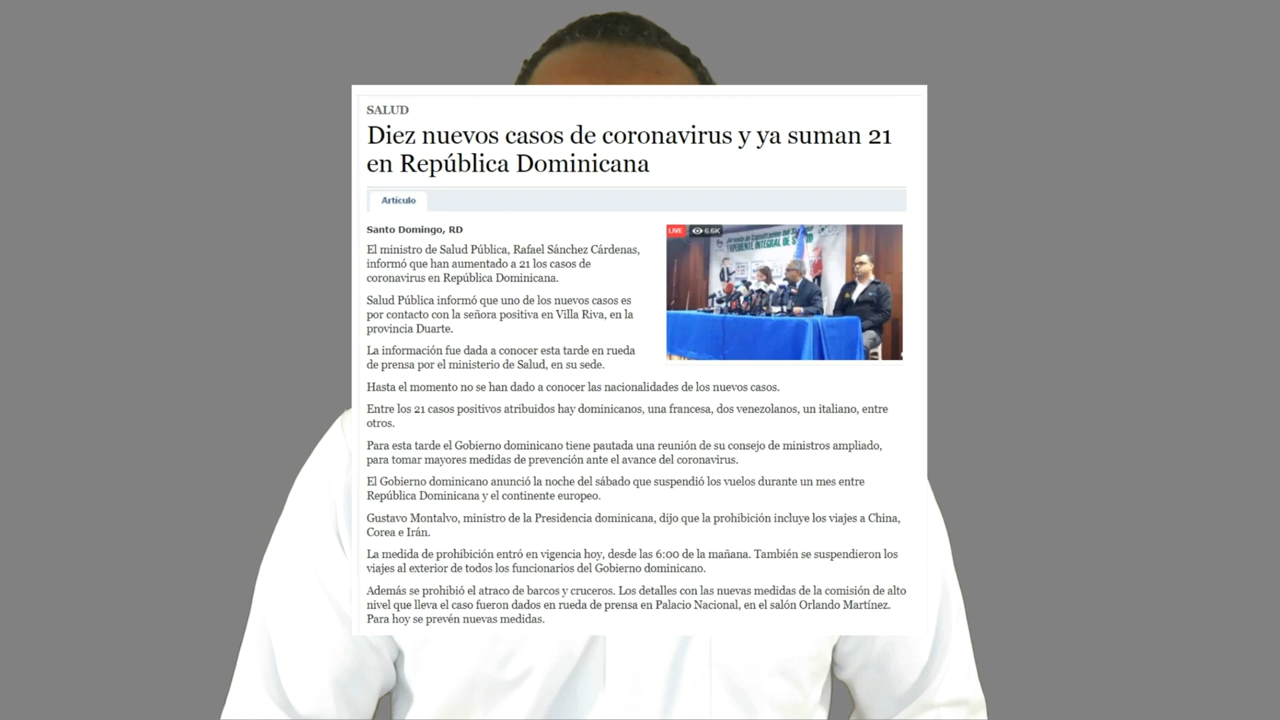 SALUD
Diez nuevos casos de coronavirus y ya suman 21
en República Dominicana
Artículo
Santo Domingo, RD
El ministro de Salud Pública, Rafael Sánchez Cárdenas,
informó que han aumentado a 21 los casos de
coronavirus en República Dominicana.
Salud Pública informó que uno de los nuevos casos es
por contacto con la señora positiva en Villa Riva, en la
provincia Duarte.
La información fue dada a conocer esta tarde en rueda
de prensa por el ministerio de Salud, en su sede.
LIVE 6.6K
EXPEDIENTE INTEGRAL DE SALUD
Hasta el momento no se han dado a conocer las nacionalidades de los nuevos casos.
Entre los 21 casos positivos atribuidos hay dominicanos, una francesa, dos venezolanos, un italiano, entre
otros.
Para esta tarde el Gobierno dominicano tiene pautada una reunión de su consejo de ministros ampliado,
para tomar mayores medidas de prevención ante el avance del coronavirus.
El Gobierno dominicano anunció la noche del sábado que suspendió los vuelos durante un mes entre
República Dominicana y el continente europeo.
Gustavo Montalvo, ministro de la Presidencia dominicana, dijo que la prohibición incluye los viajes a China,
Corea e Irán.
La medida de prohibición entró en vigencia hoy, desde las 6:00 de la mañana. También se suspendieron los
viajes al exterior de todos los funcionarios del Gobierno dominicano.
Además se prohibió el atraco de barcos y cruceros. Los detalles con las nuevas medidas de la comisión de alto
nivel que lleva el caso fueron dados en rueda de prensa en Palacio Nacional, en el salón Orlando Martínez.
Para hoy se prevén nuevas medidas.